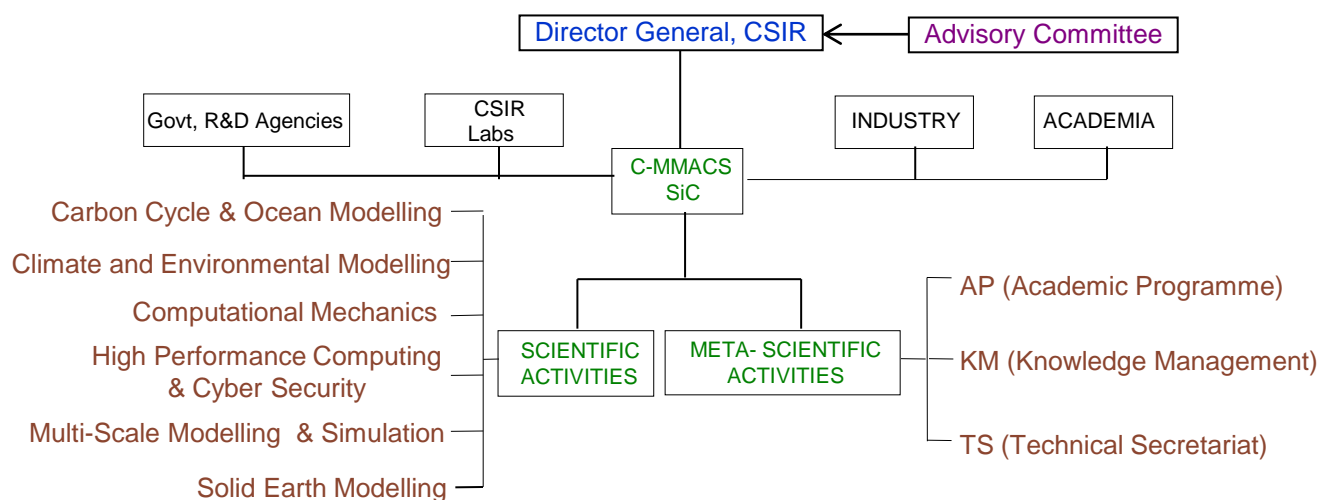 Director General, CSIR
Advisory Committee
Govt, R&D Agencies
CSIR
Labs
INDUSTRY
ACADEMIA
C-MMACS
SiC
Carbon Cycle & Ocean Modelling
Climate and Environmental Modelling
Computational Mechanics
High Performance Computing
& Cyber Security
Multi-Scale Modelling & Simulation
Solid Earth Modelling
SCIENTIFIC
ACTIVITIES
META- SCIENTIFIC
ACTIVITIES
AP (Academic Programme)
KM (Knowledge Management)
TS (Technical Secretariat)